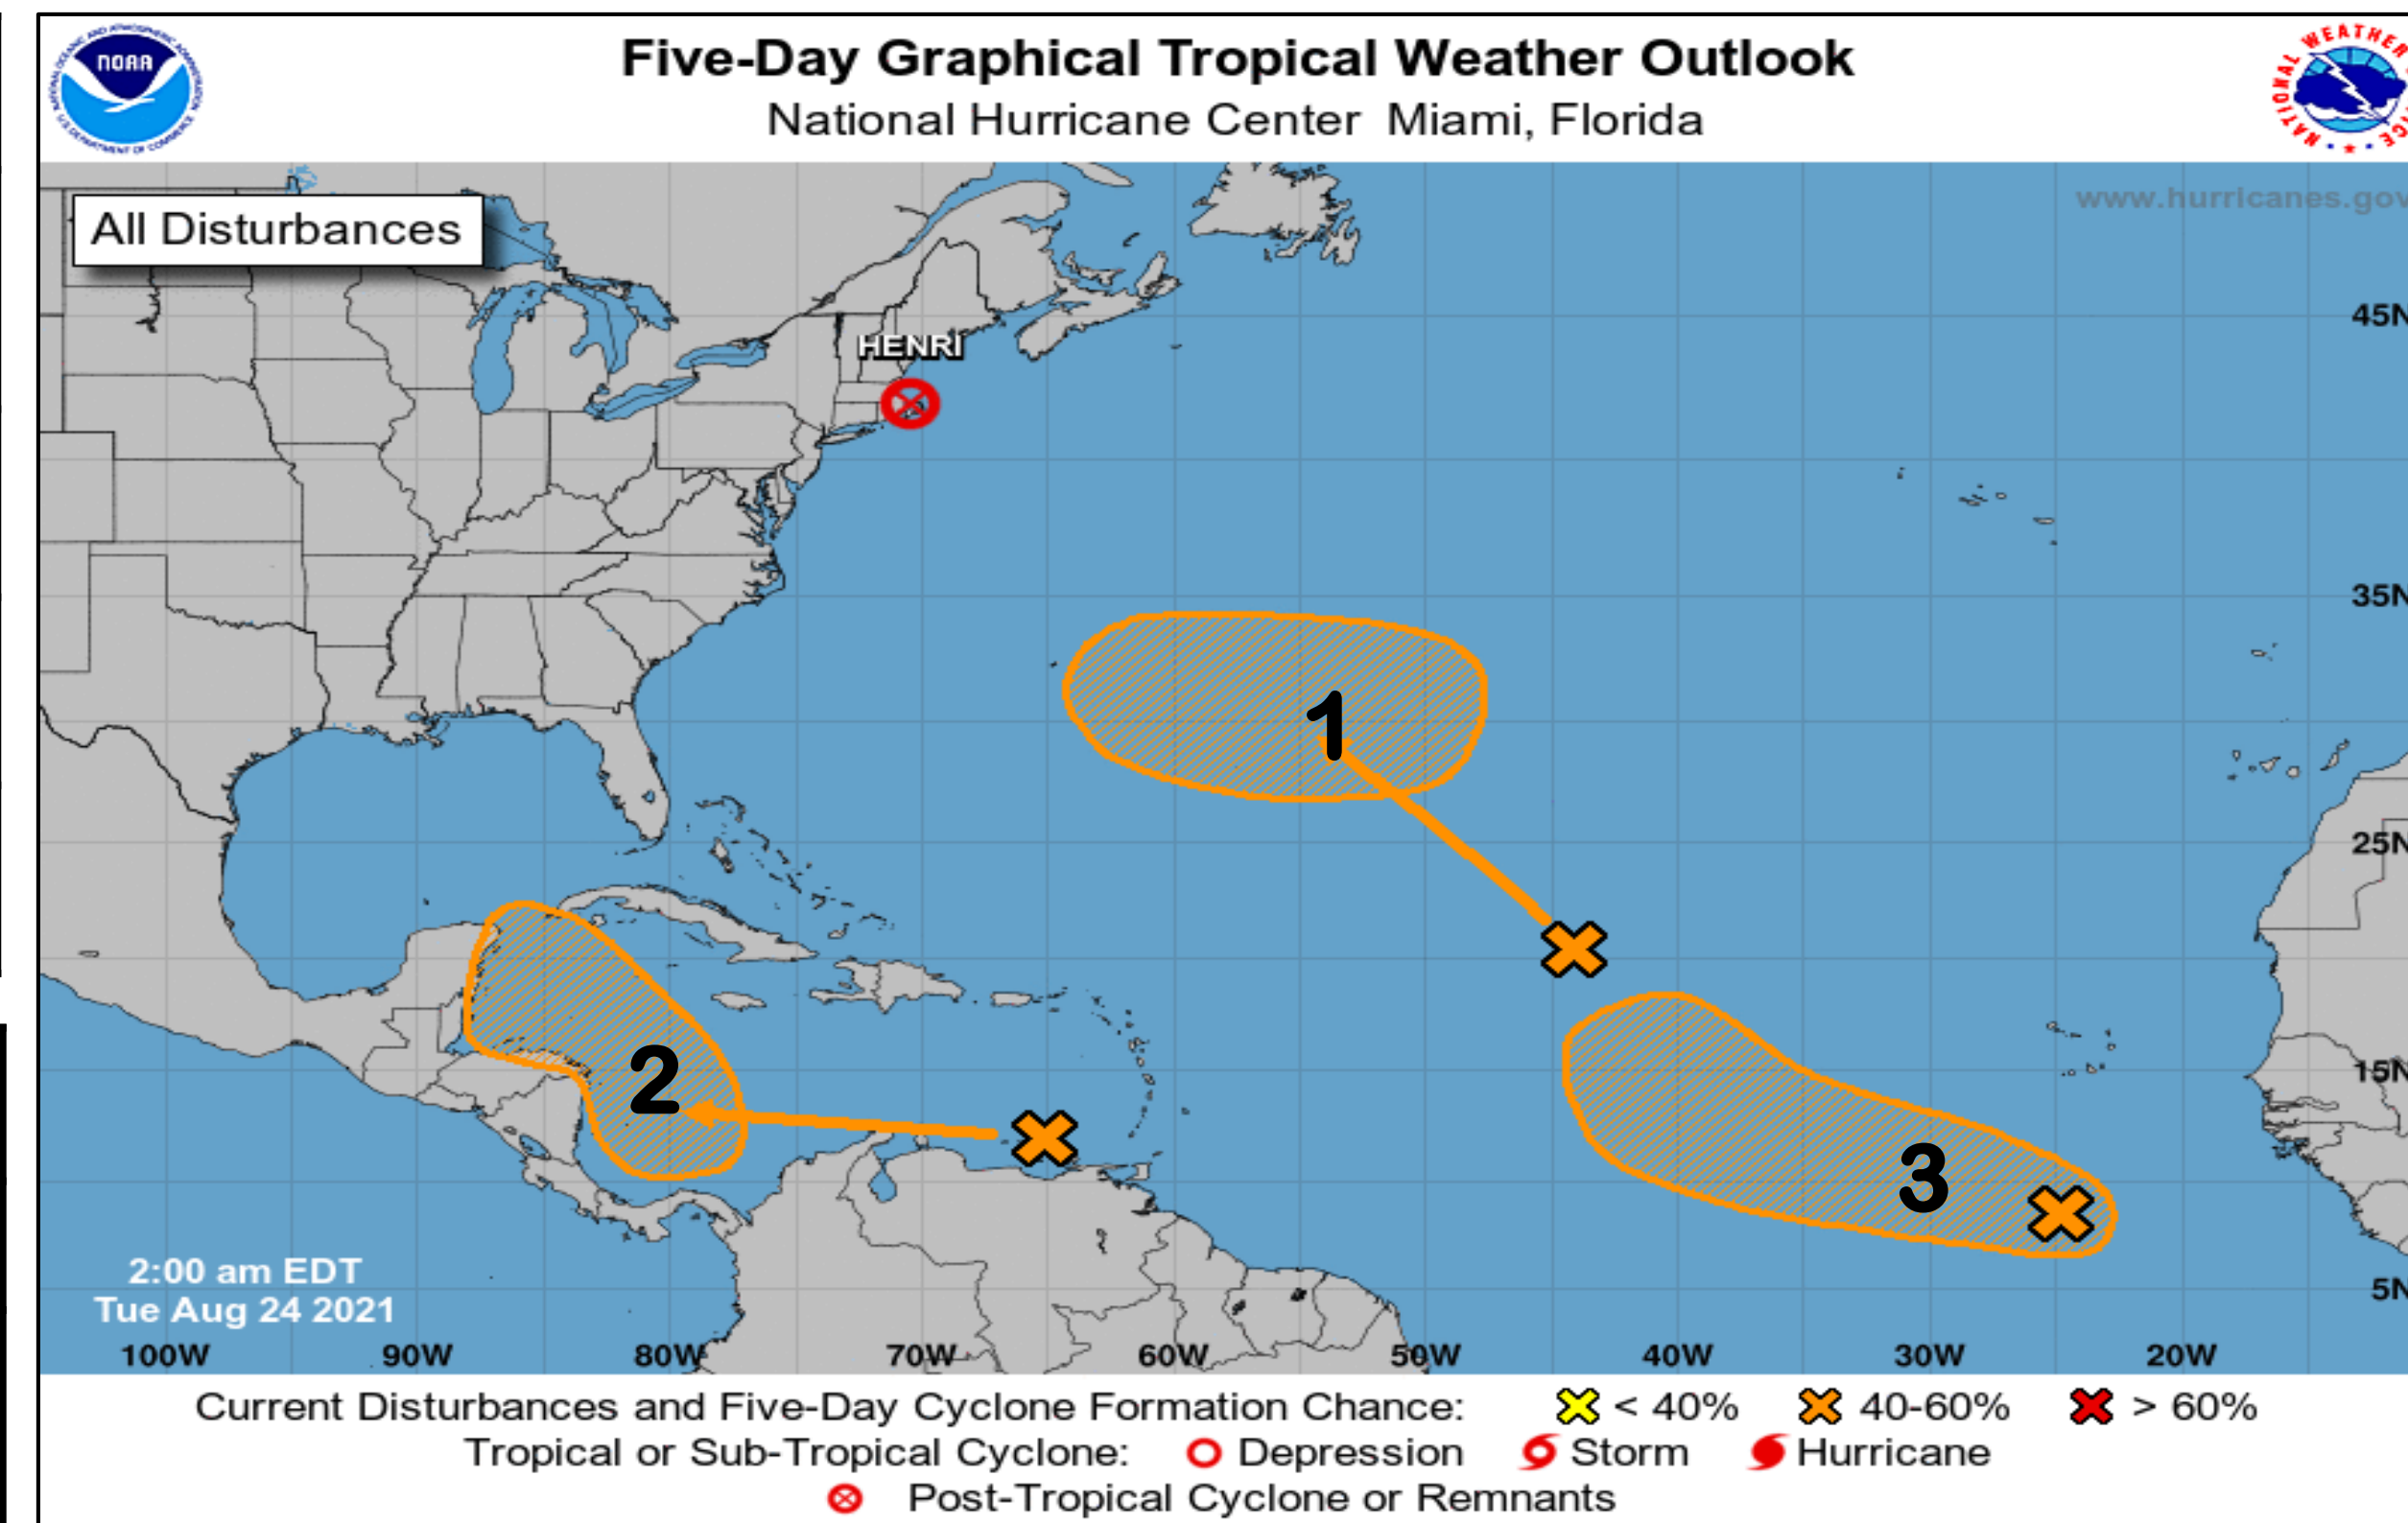 Five-Day Graphical Tropical Weather Outlook
National Hurricane Center Miami, Florida
NOAA
NATIONAL WEATHER
All Disturbances
www.hurricanes.gov
HENRI
45N
35N
25N
15N
5N
1
2
3
2:00 am EDT
Tue Aug 24 2021
100W 90W 80W 70W 60W 50W 40W 30W 20W
Current Disturbances and Five-Day Cyclone Formation Chance: < 40% 40-60% > 60%
Tropical or Sub-Tropical Cyclone: Depression Storm Hurricane
Post-Tropical Cyclone or Remnants